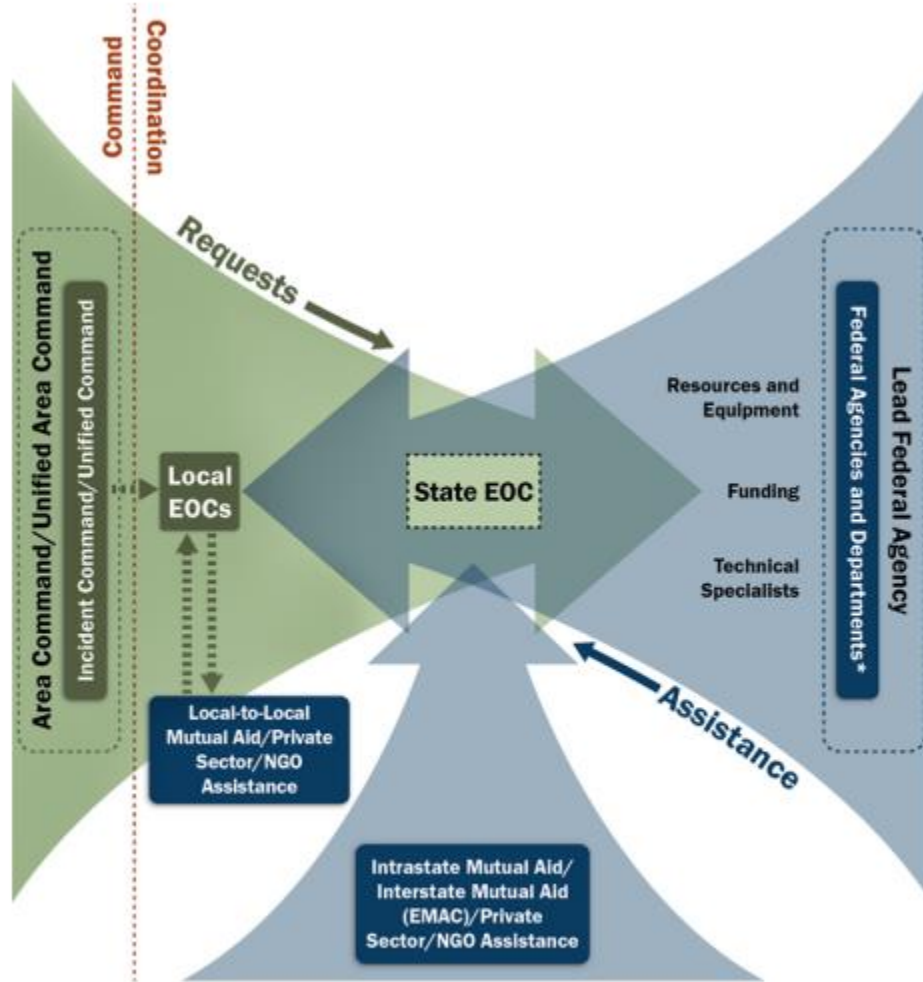 Command
Coordination
Requests
Area Command/Unified Area Command
Incident Command/Unified Command
Local
EOCs
State EOC
Resources and
Equipment
Funding
Technical
Specialists
Federal Agencies and Departments*
Lead Federal Agency
Assistance
Local-to-Local
Mutual Aid/Private
Sector/NGO
Assistance
Intrastate Mutual Aid/
Interstate Mutual Aid
(EMAC)/Private
Sector/NGO Assistance